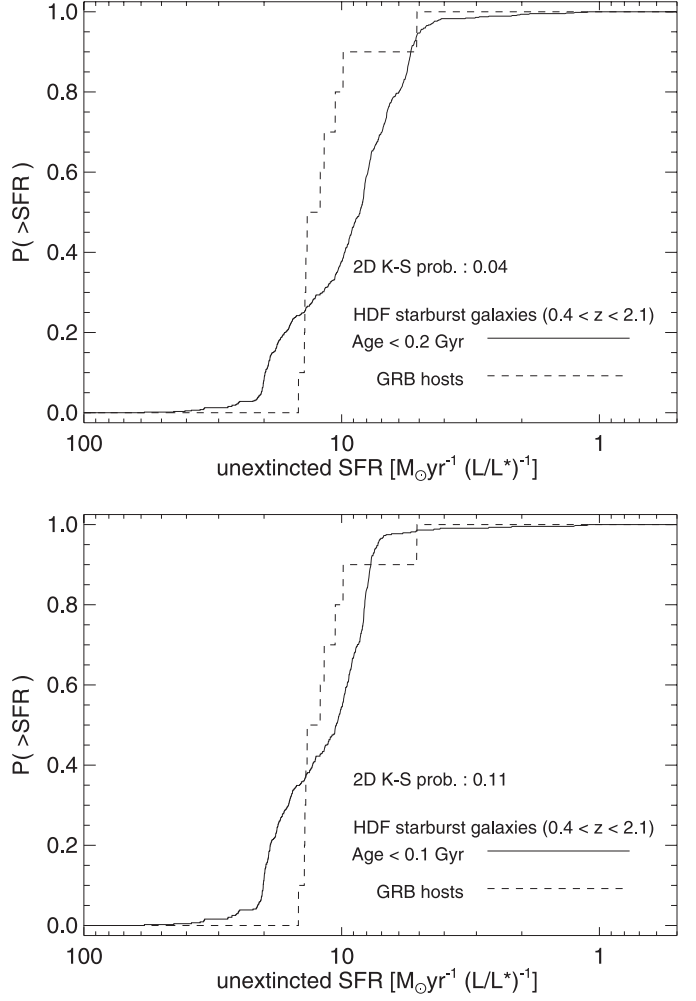 1.0
0.8
0.6
0.4
0.2
0.0
P( >SFR )
2D K-S prob. : 0.04
HDF starburst galaxies (0.4 < z < 2.1)
Age < 0.2 Gyr
GRB hosts
100 10 1
unextincted SFR [M☉yr⁻¹ (L/L*)⁻¹]
1.0
0.8
0.6
0.4
0.2
0.0
P( >SFR )
2D K-S prob. : 0.11
HDF starburst galaxies (0.4 < z < 2.1)
Age < 0.1 Gyr
GRB hosts
100 10 1
unextincted SFR [M☉yr⁻¹ (L/L*)⁻¹]